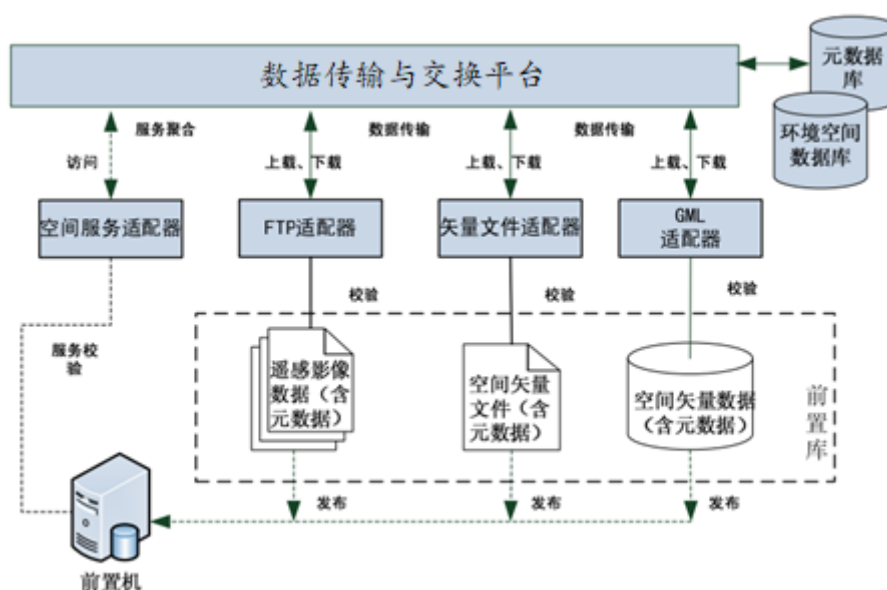 数据传输与交换平台
元数据
库
环境空间
数据库
服务聚合
数据传输
数据传输
访问
上载、下载
上载、下载
上载、下载
空间服务适配器
FTP适配器
矢量文件适配器
GML
适配器
校验
校验
校验
服务校
验
遥感影像
数据（含
元数据）
空间矢量
文件（含
元数据）
空间矢量数据
（含元数据）
前置库
发布
发布
发布
前置机